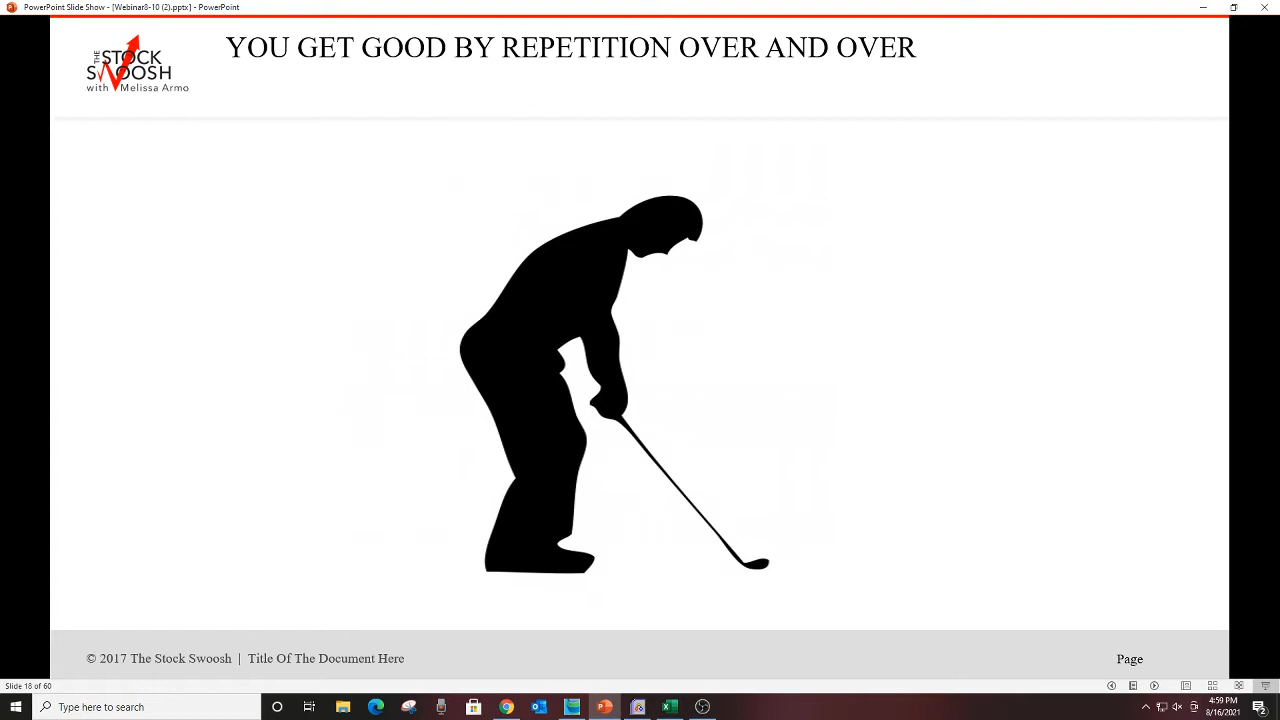 PowerPoint Slide Show - [Webinar8-10 (2).pptx] - PowerPoint
THE STOCK SWOOSH
with Melissa Armo
YOU GET GOOD BY REPETITION OVER AND OVER
© 2017 The Stock Swoosh | Title Of The Document Here
Page
Slide 18 of 60
Type here to search
4:59 PM
8/16/2021